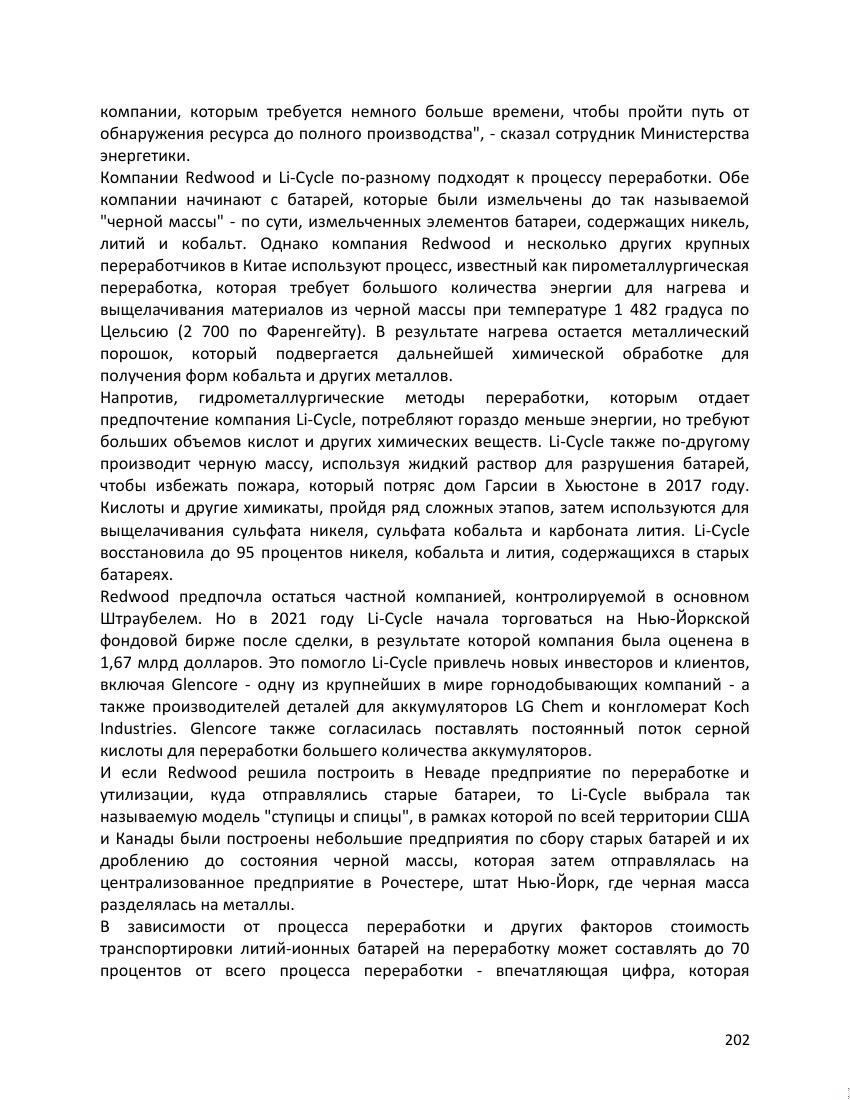 компании, которым требуется немного больше времени, чтобы пройти путь от
обнаружения ресурса до полного производства", - сказал сотрудник Министерства
энергетики.
Компании Redwood и Li-Cycle по-разному подходят к процессу переработки. Обе
компании начинают с батарей, которые были измельчены до так называемой
"черной массы" - по сути, измельченных элементов батареи, содержащих никель,
литий и кобальт. Однако компания Redwood и несколько других крупных
переработчиков в Китае используют процесс, известный как пирометаллургическая
переработка, которая требует большого количества энергии для нагрева и
выщелачивания материалов из черной массы при температуре 1 482 градуса по
Цельсию (2 700 по Фаренгейту). В результате нагрева остается металлический
порошок, который подвергается дальнейшей химической обработке для
получения форм кобальта и других металлов.
Напротив, гидрометаллургические методы переработки, которым отдает
предпочтение компания Li-Cycle, потребляют гораздо меньше энергии, но требуют
больших объемов кислот и других химических веществ. Li-Cycle также по-другому
производит черную массу, используя жидкий раствор для разрушения батарей,
чтобы избежать пожара, который потряс дом Гарсии в Хьюстоне в 2017 году.
Кислоты и другие химикаты, пройдя ряд сложных этапов, затем используются для
выщелачивания сульфата никеля, сульфата кобальта и карбоната лития. Li-Cycle
восстановила до 95 процентов никеля, кобальта и лития, содержащихся в старых
батареях.
Redwood предпочла остаться частной компанией, контролируемой в основном
Штраубелем. Но в 2021 году Li-Cycle начала торговаться на Нью-Йоркской
фондовой бирже после сделки, в результате которой компания была оценена в
1,67 млрд долларов. Это помогло Li-Cycle привлечь новых инвесторов и клиентов,
включая Glencore - одну из крупнейших в мире горнодобывающих компаний - а
также производителей деталей для аккумуляторов LG Chem и конгломерат Koch
Industries. Glencore также согласилась поставлять постоянный поток серной
кислоты для переработки большего количества аккумуляторов.
И если Redwood решила построить в Неваде предприятие по переработке и
утилизации, куда отправлялись старые батареи, то Li-Cycle выбрала так
называемую модель "ступицы и спицы", в рамках которой по всей территории США
и Канады были построены небольшие предприятия по сбору старых батарей и их
дроблению до состояния черной массы, которая затем отправлялась на
централизованное предприятие в Рочестере, штат Нью-Йорк, где черная масса
разделялась на металлы.
В зависимости от процесса переработки и других факторов стоимость
транспортировки литий-ионных батарей на переработку может составлять до 70
процентов от всего процесса переработки - впечатляющая цифра, которая
202